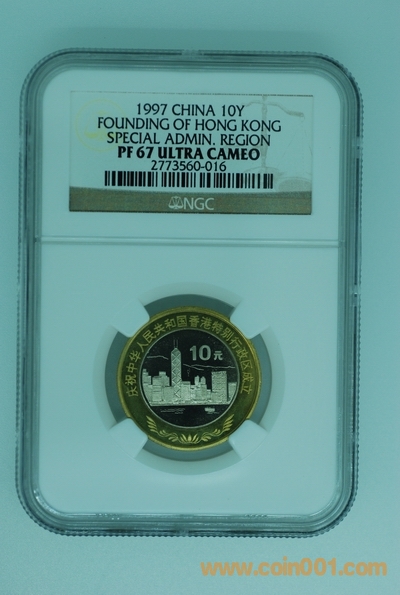 1997 CHINA 10Y
FOUNDING OF HONG KONG
SPECIAL ADMIN. REGION
PF 67 ULTRA CAMEO
2773560-016
NGC
庆祝中华人民共和国香港特别行政区成立
10元
www.coin001.com